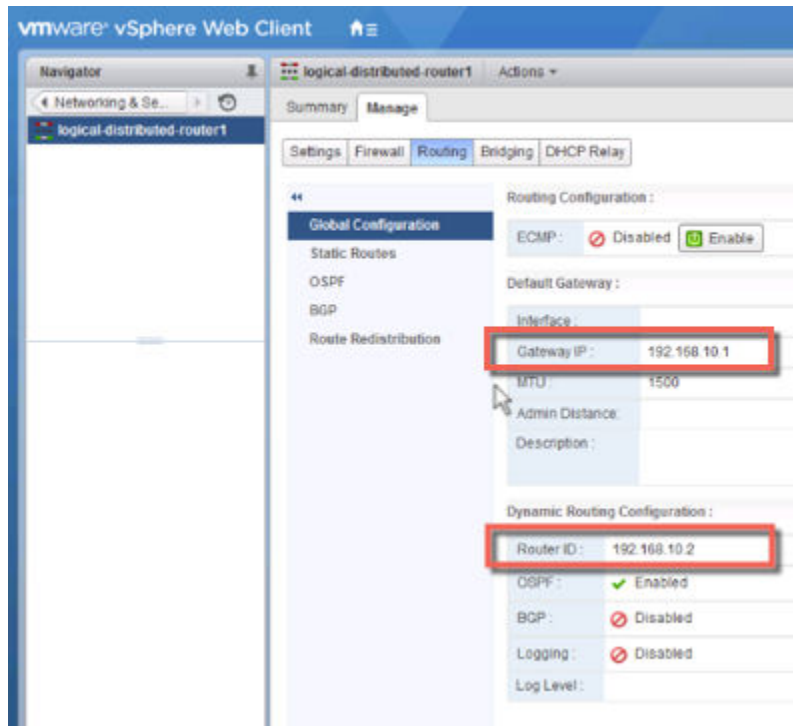 vmware® vSphere Web Client
Navigator
logical-distributed-router1 Actions
Networking & Se...
Summary Manage
logical-distributed-router1
Settings Firewall Routing Bridging DHCP Relay
Global Configuration
Static Routes
OSPF
BGP
Route Redistribution
Routing Configuration :
ECMP : Disabled Enable
Default Gateway :
Interface :
Gateway IP : 192.168.10.1
MTU : 1500
Admin Distance:
Description :
Dynamic Routing Configuration :
Router ID : 192.168.10.2
OSPF : Enabled
BGP : Disabled
Logging : Disabled
Log Level :